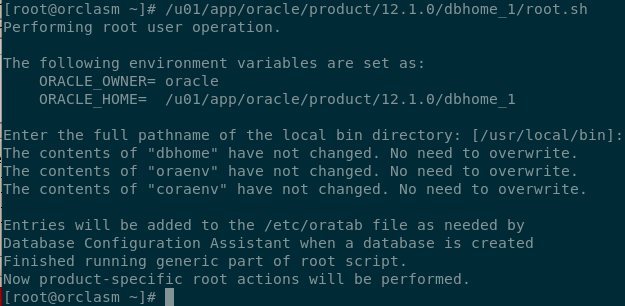 [root@orclasm ~]# /u01/app/oracle/product/12.1.0/dbhome_1/root.sh
Performing root user operation.

The following environment variables are set as:
    ORACLE_OWNER= oracle
    ORACLE_HOME=  /u01/app/oracle/product/12.1.0/dbhome_1

Enter the full pathname of the local bin directory: [/usr/local/bin]:
The contents of "dbhome" have not changed. No need to overwrite.
The contents of "oraenv" have not changed. No need to overwrite.
The contents of "coraenv" have not changed. No need to overwrite.

Entries will be added to the /etc/oratab file as needed by
Database Configuration Assistant when a database is created
Finished running generic part of root script.
Now product-specific root actions will be performed.
[root@orclasm ~]#